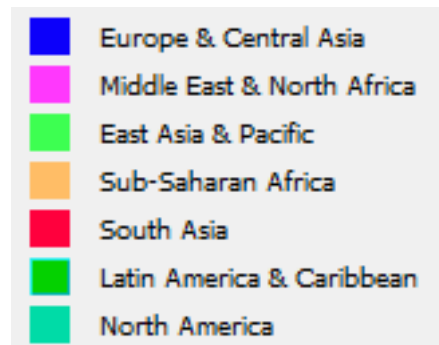 Europe & Central Asia
Middle East & North Africa
East Asia & Pacific
Sub-Saharan Africa
South Asia
Latin America & Caribbean
North America